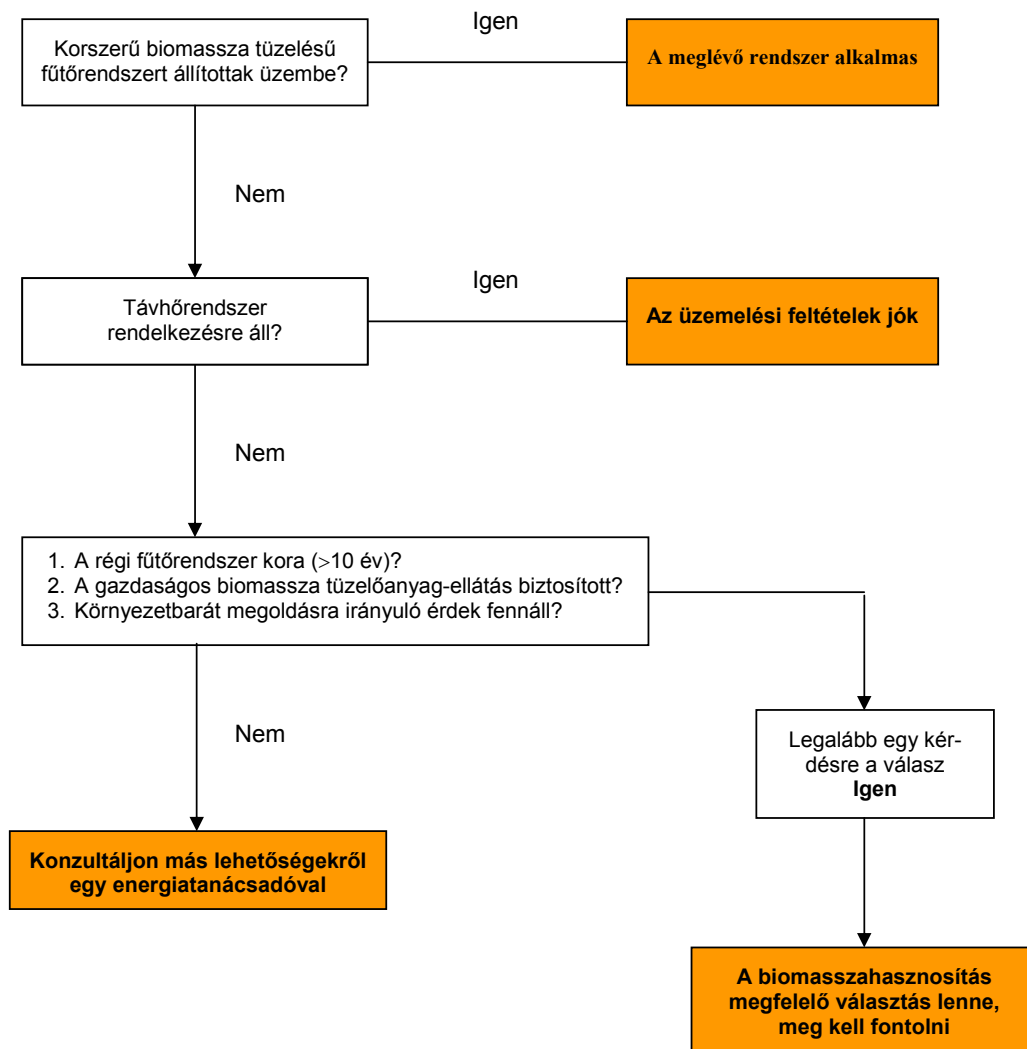 Korszerű biomassza tüzelésű
fűtőrendszert állítottak üzembe?
Igen
A meglévő rendszer alkalmas
Nem
Távhőrendszer
rendelkezésre áll?
Igen
Az üzemelési feltételek jók
Nem
1. A régi fűtőrendszer kora (>10 év)?
2. A gazdaságos biomassza tüzelőanyag-ellátás biztosított?
3. Környezetbarát megoldásra irányuló érdek fennáll?
Nem
Legalább egy kér-
désre a válasz
Igen
Konzultáljon más lehetőségekről
egy energiatanácsadóval
A biomasszahasznosítás
megfelelő választás lenne,
meg kell fontolni